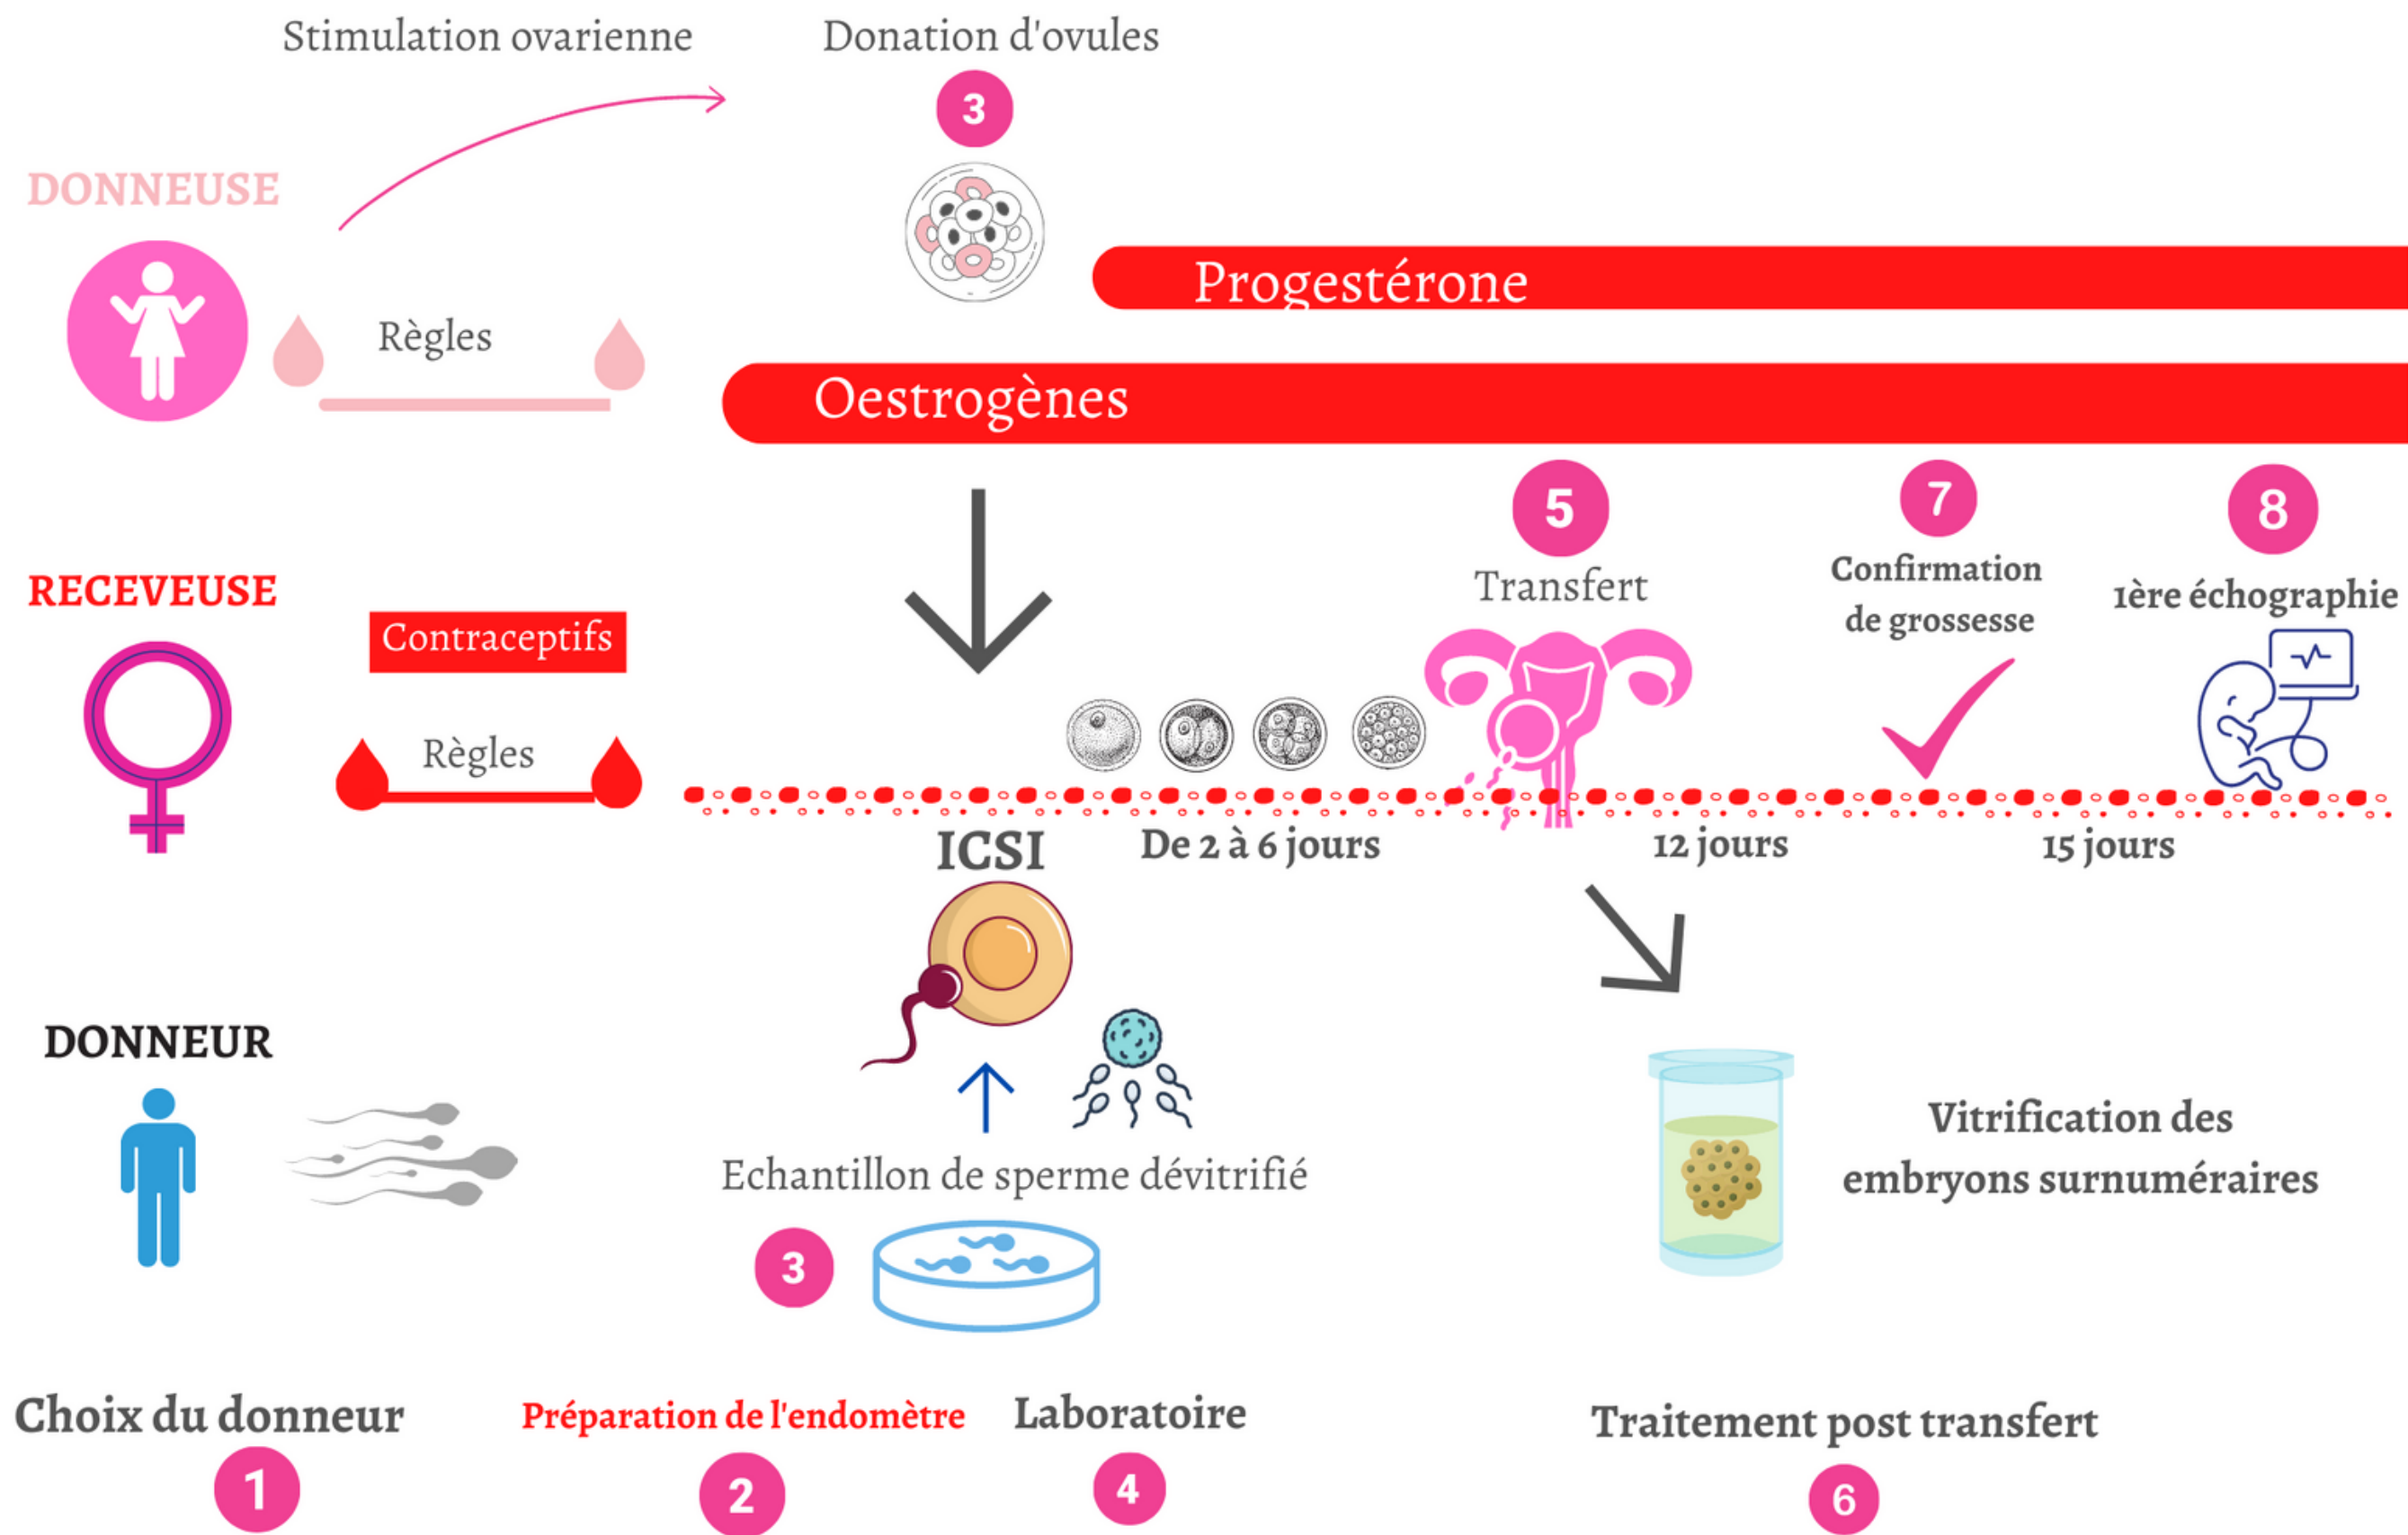 Stimulation ovarienne
Donation d'ovules
3
DONNEUSE
Règles
Progestérone
Oestrogènes
RECEVEUSE
Contraceptifs
Règles
5
Transfert
7
Confirmation
de grossesse
8
1ère échographie
ICSI
De 2 à 6 jours
12 jours
15 jours
DONNEUR
Echantillon de sperme dévitrifié
3
Vitrification des
embryons surnuméraires
Choix du donneur
1
Préparation de l'endomètre
2
Laboratoire
4
Traitement post transfert
6